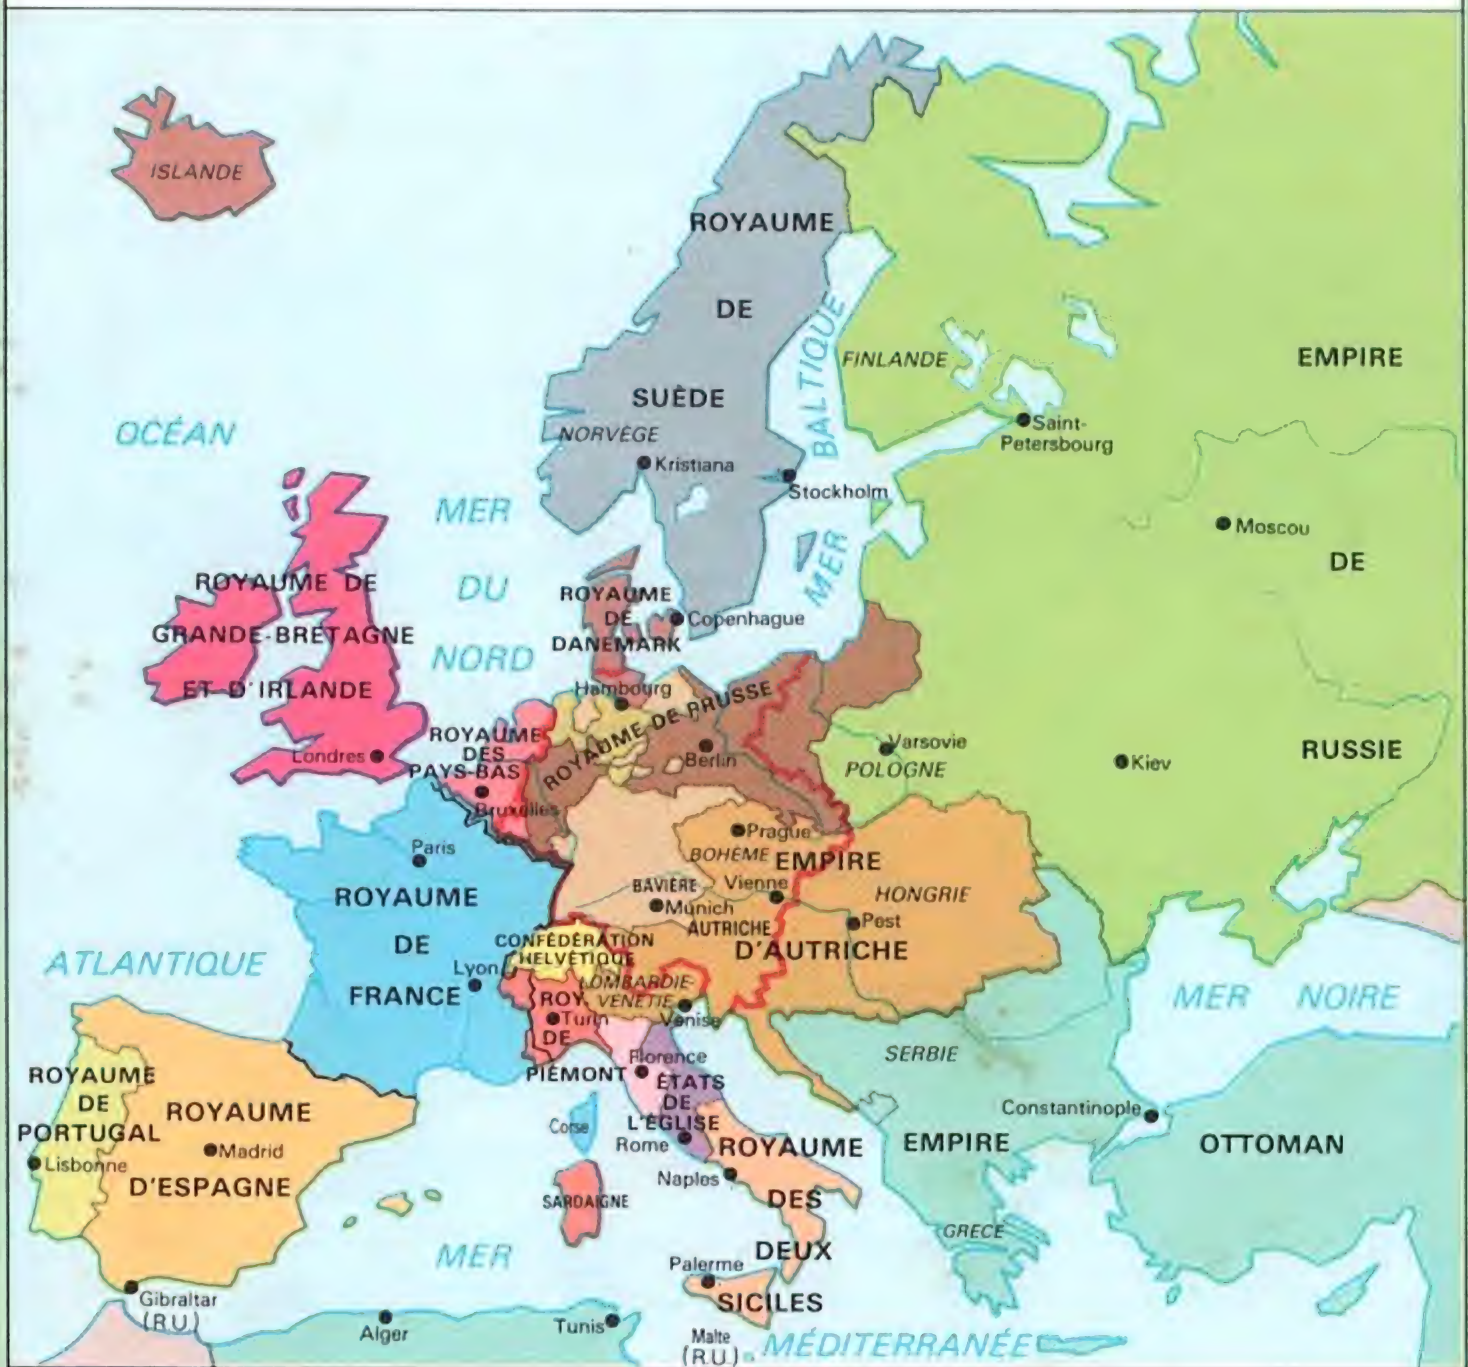 ISLANDE
ROYAUME
DE
SUÈDE
NORVÈGE
Kristiana
Stockholm
BALTIQUE
MER
FINLANDE
Saint-
Petersbourg
EMPIRE
DE
RUSSIE
Moscou
Kiev
OCÉAN
ATLANTIQUE
MER
DU
NORD
ROYAUME DE
GRANDE-BRETAGNE
ET D'IRLANDE
Londres
ROYAUME
DE
DANEMARK
Copenhague
Hambourg
ROYAUME
DES
PAYS-BAS
Bruxelles
ROYAUME DE PRUSSE
Berlin
Varsovie
POLOGNE
Paris
ROYAUME
DE
FRANCE
Lyon
Prague
BOHÈME
EMPIRE
D'AUTRICHE
BAVIÈRE
Munich
Vienne
AUTRICHE
HONGRIE
Pest
CONFÉDÉRATION
HELVÉTIQUE
LOMBARDIE-
VENETIE
Venise
ROY.
Turin
DE
PIÉMONT
Florence
ÉTATS
DE
L'ÉGLISE
Rome
Corse
SARDAIGNE
ROYAUME
DES
DEUX
SICILES
Naples
Palerme
Malte
(R.U.)
ROYAUME
DE
PORTUGAL
Lisbonne
ROYAUME
Madrid
D'ESPAGNE
Gibraltar
(R.U.)
Alger
Tunis
MER
MÉDITERRANÉE
MER NOIRE
SERBIE
Constantinople
EMPIRE
OTTOMAN
GRECE